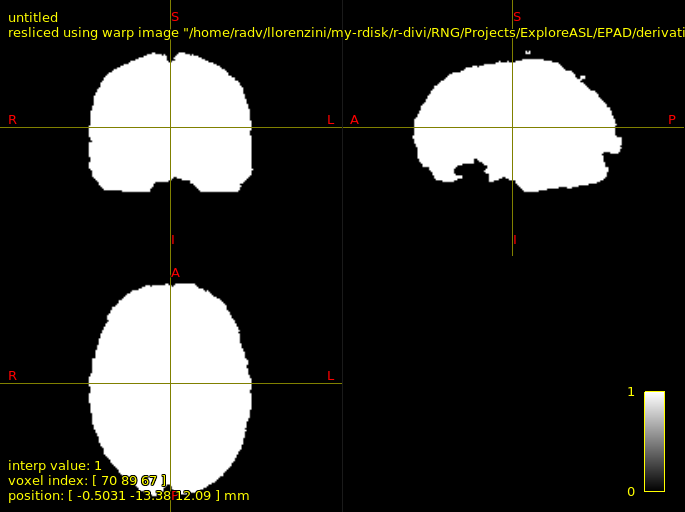 untitled
resliced using warp image "/home/radv/llorenzini/my-rdisk/r-divi/RNG/Projects/ExploreASL/EPAD/derivati
S
S
R
L
A
P
I
I
A
R
L
1
interp value: 1
voxel index: [ 70 89 67 ]
0
position: [ -0.5031 -13.38 12.09 ] mm